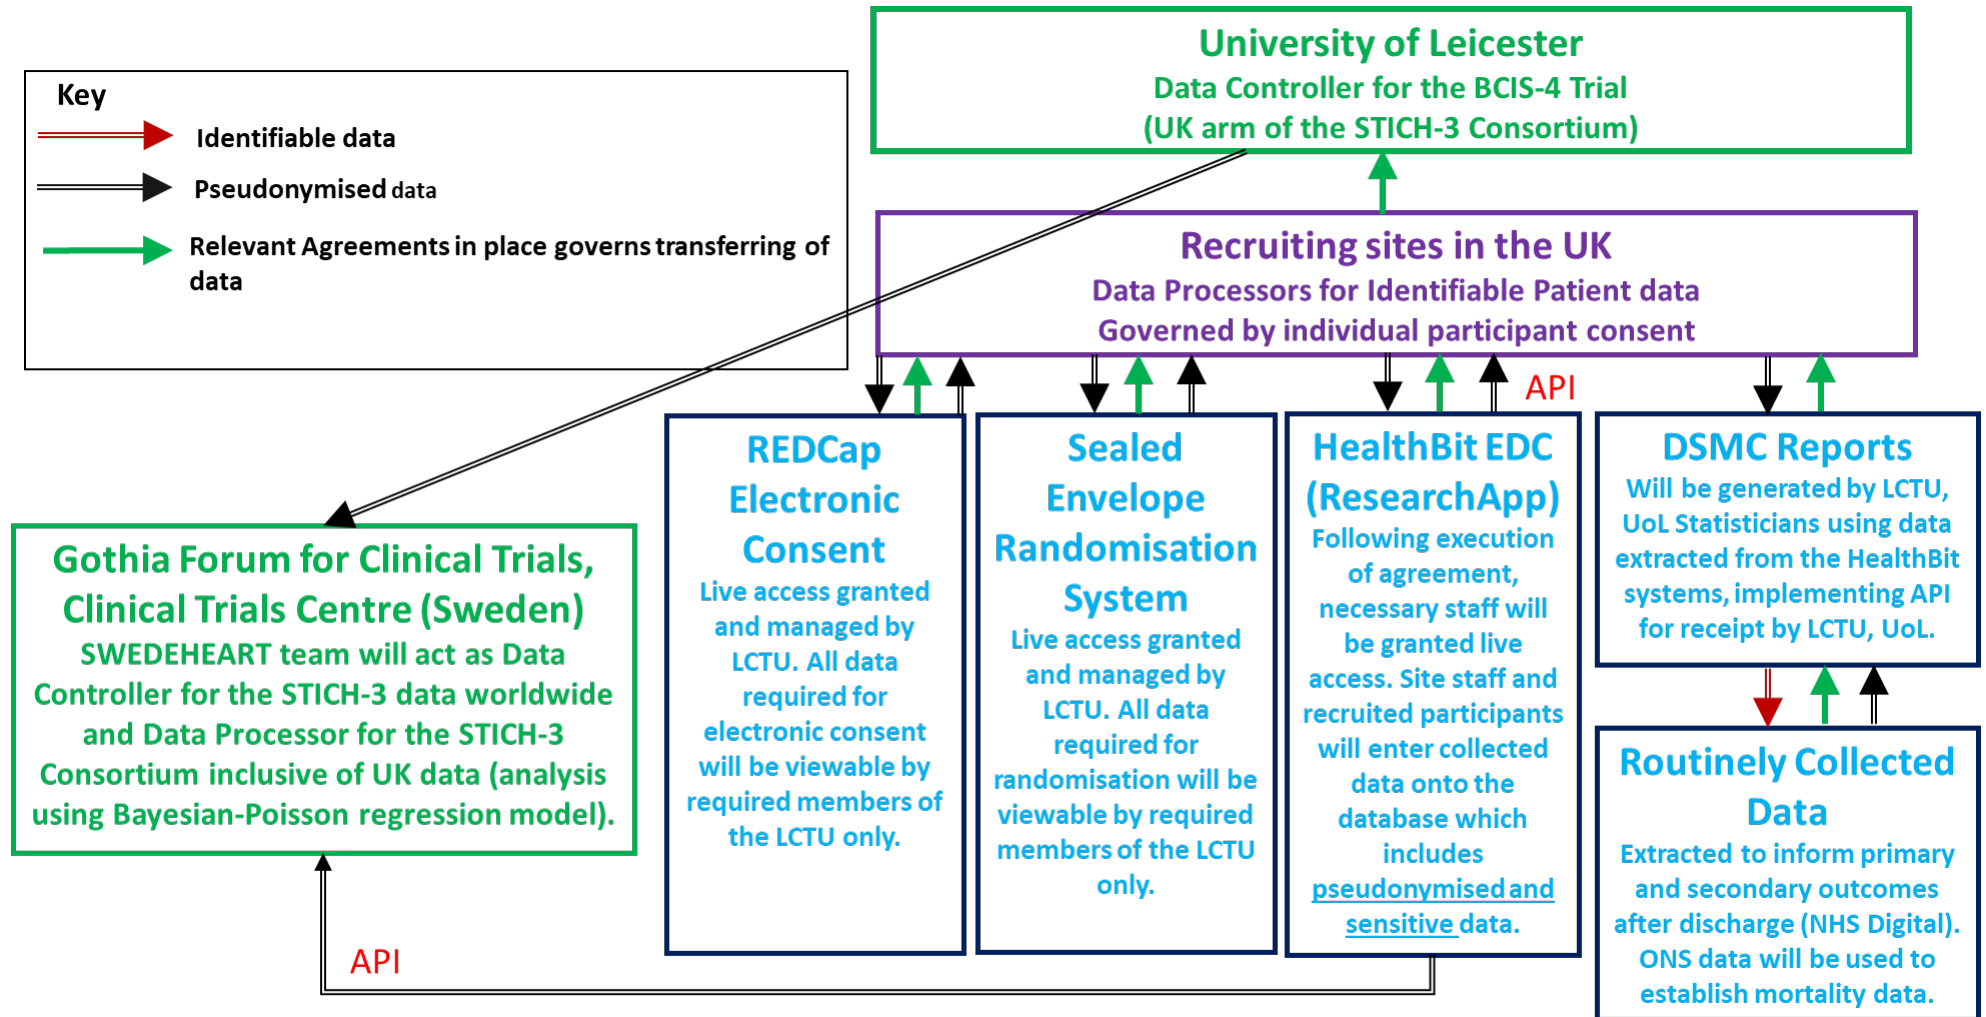 University of Leicester
Data Controller for the BCIS-4 Trial
(UK arm of the STICH-3 Consortium)
Key
Identifiable data
Pseudonymised data
Relevant Agreements in place governs transferring of
data
Recruiting sites in the UK
Data Processors for Identifiable Patient data
Governed by individual participant consent
API
REDCap
Electronic
Consent
Live access granted
and managed by
LCTU. All data
required for
electronic consent
will be viewable by
required members of
the LCTU only.
Sealed
Envelope
Randomisation
System
Live access granted
and managed by
LCTU. All data
required for
randomisation will be
viewable by required
members of the LCTU
only.
HealthBit EDC
(ResearchApp)
Following execution
of agreement,
necessary staff will
be granted live
access. Site staff and
recruited participants
will enter collected
data onto the
database which
includes
pseudonymised and
sensitive data.
DSMC Reports
Will be generated by LCTU,
UoL Statisticians using data
extracted from the HealthBit
systems, implementing API
for receipt by LCTU, UoL.
Gothia Forum for Clinical Trials,
Clinical Trials Centre (Sweden)
SWEDEHEART team will act as Data
Controller for the STICH-3 data worldwide
and Data Processor for the STICH-3
Consortium inclusive of UK data (analysis
using Bayesian-Poisson regression model).
Routinely Collected
Data
Extracted to inform primary
and secondary outcomes
after discharge (NHS Digital).
ONS data will be used to
establish mortality data.
API